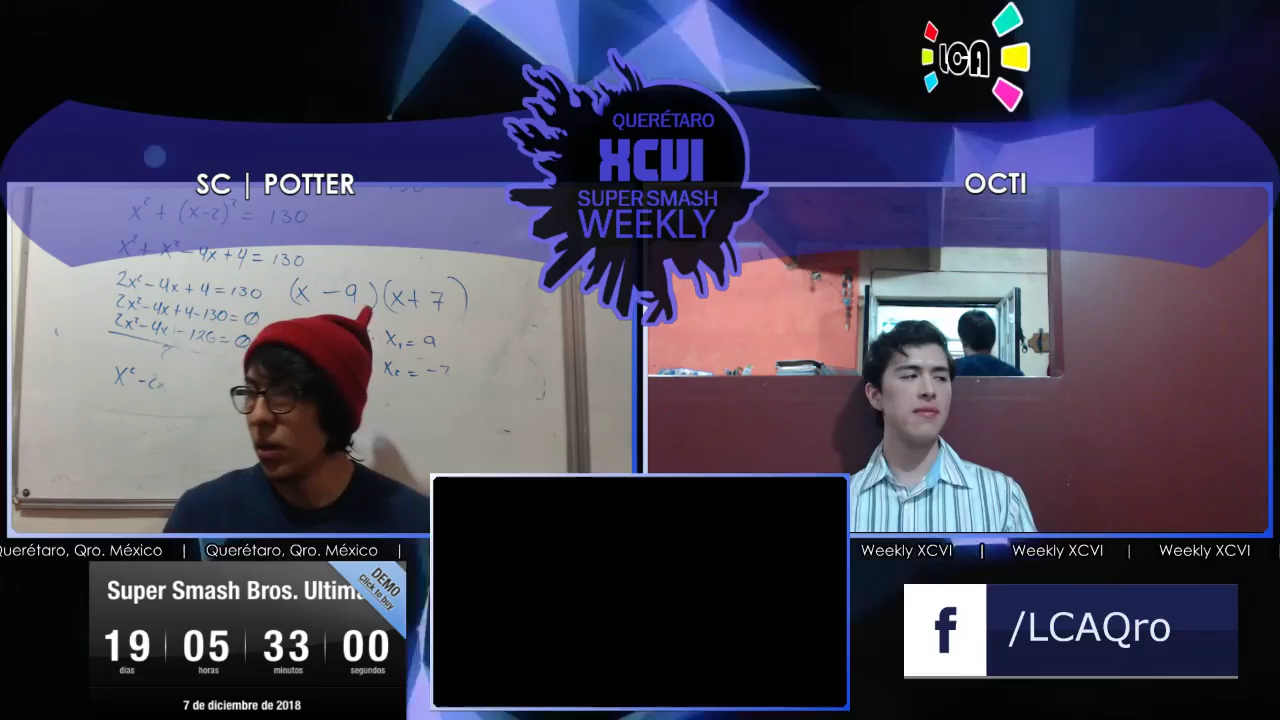 LCA
QUERÉTARO
XCVI
SUPER SMASH
WEEKLY
SC | POTTER
OCTI
130
x² + (x-2)² = 130
x² + x² - 4x + 4 = 130
2x² - 4x + 4 = 130
(x - 9)(x + 7)
2x² - 4x + 4 - 130 = 0
2x² - 4x - 126 = 0
x₁ = 9
x₂ = -7
Querétaro, Qro. México | Querétaro, Qro. México |
Weekly XCVI | Weekly XCVI | Weekly XCVI
Super Smash Bros. Ultima
DEMO
click to buy
19 | 05 | 33 | 00
días horas minutos segundos
7 de diciembre de 2018
f /LCAQro